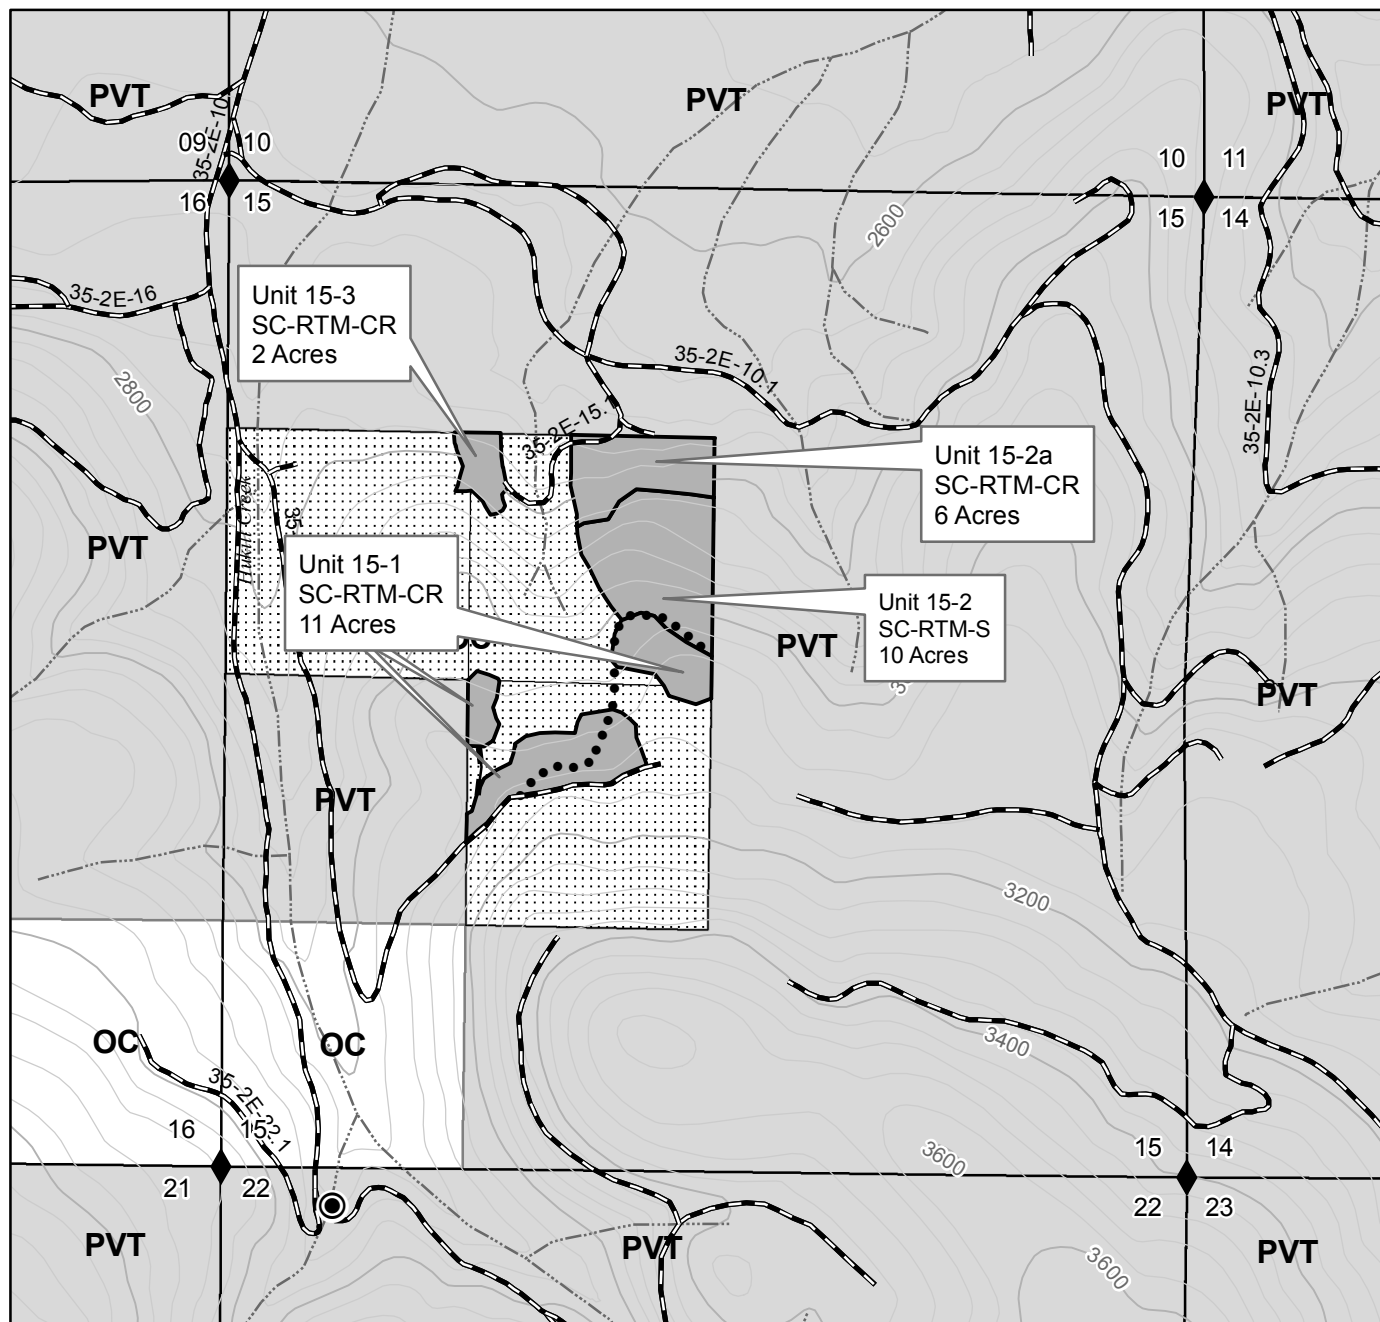 PVT
PVT
PVT
35-2E-10
09
10
10
11
16
15
15
14
2600
35-2E-16
Unit 15-3
SC-RTM-CR
2 Acres
35-2E-10.1
35-2E-10.3
2800
35-2E-15.1
Unit 15-2a
SC-RTM-CR
6 Acres
Hukill Creek
35
PVT
Unit 15-1
SC-RTM-CR
11 Acres
Unit 15-2
SC-RTM-S
10 Acres
PVT
PVT
PVT
3200
OC
OC
3400
35-2E-22.1
16
15
15
14
3600
21
22
22
23
PVT
PVT
PVT
3600